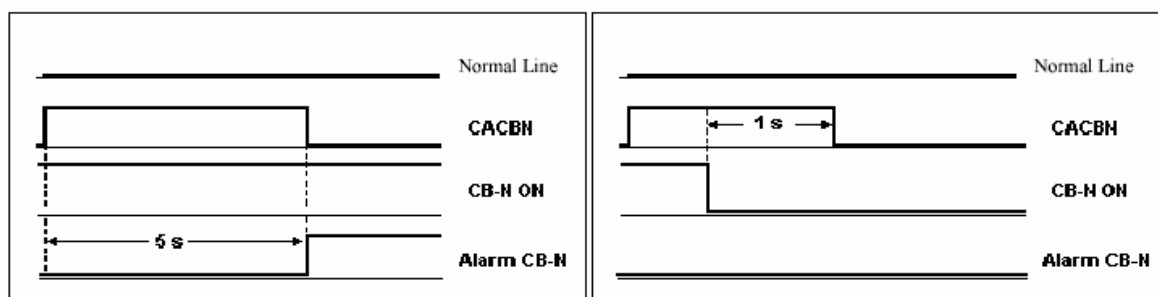 Normal Line
CACBN
CB-N ON
5 s
Alarm CB-N
Normal Line
1 s
CACBN
CB-N ON
Alarm CB-N